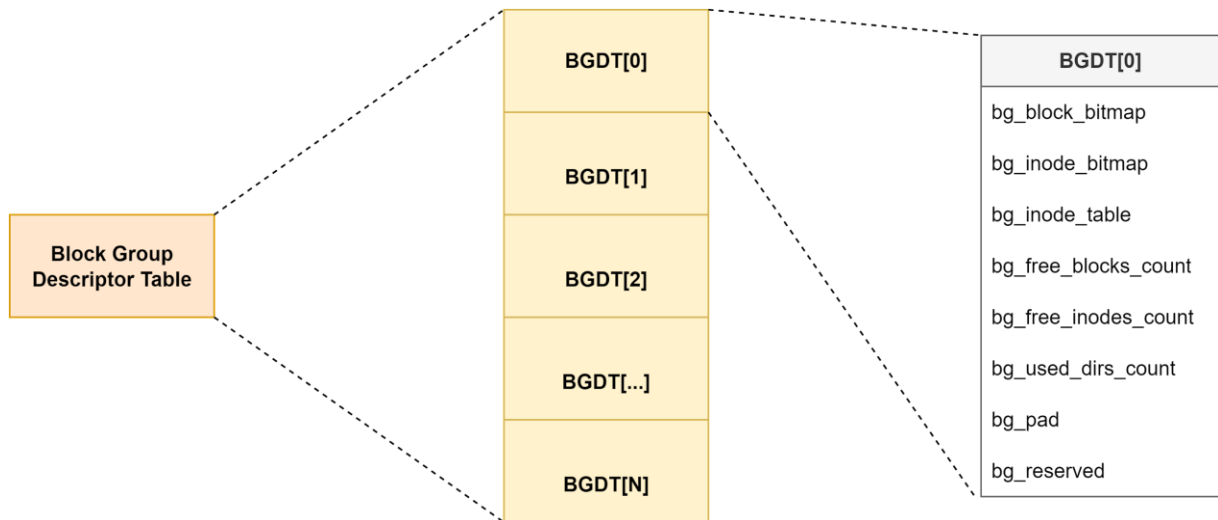 Block Group
Descriptor Table
BGDT[0]
BGDT[1]
BGDT[2]
BGDT[...]
BGDT[N]
BGDT[0]
bg_block_bitmap
bg_inode_bitmap
bg_inode_table
bg_free_blocks_count
bg_free_inodes_count
bg_used_dirs_count
bg_pad
bg_reserved